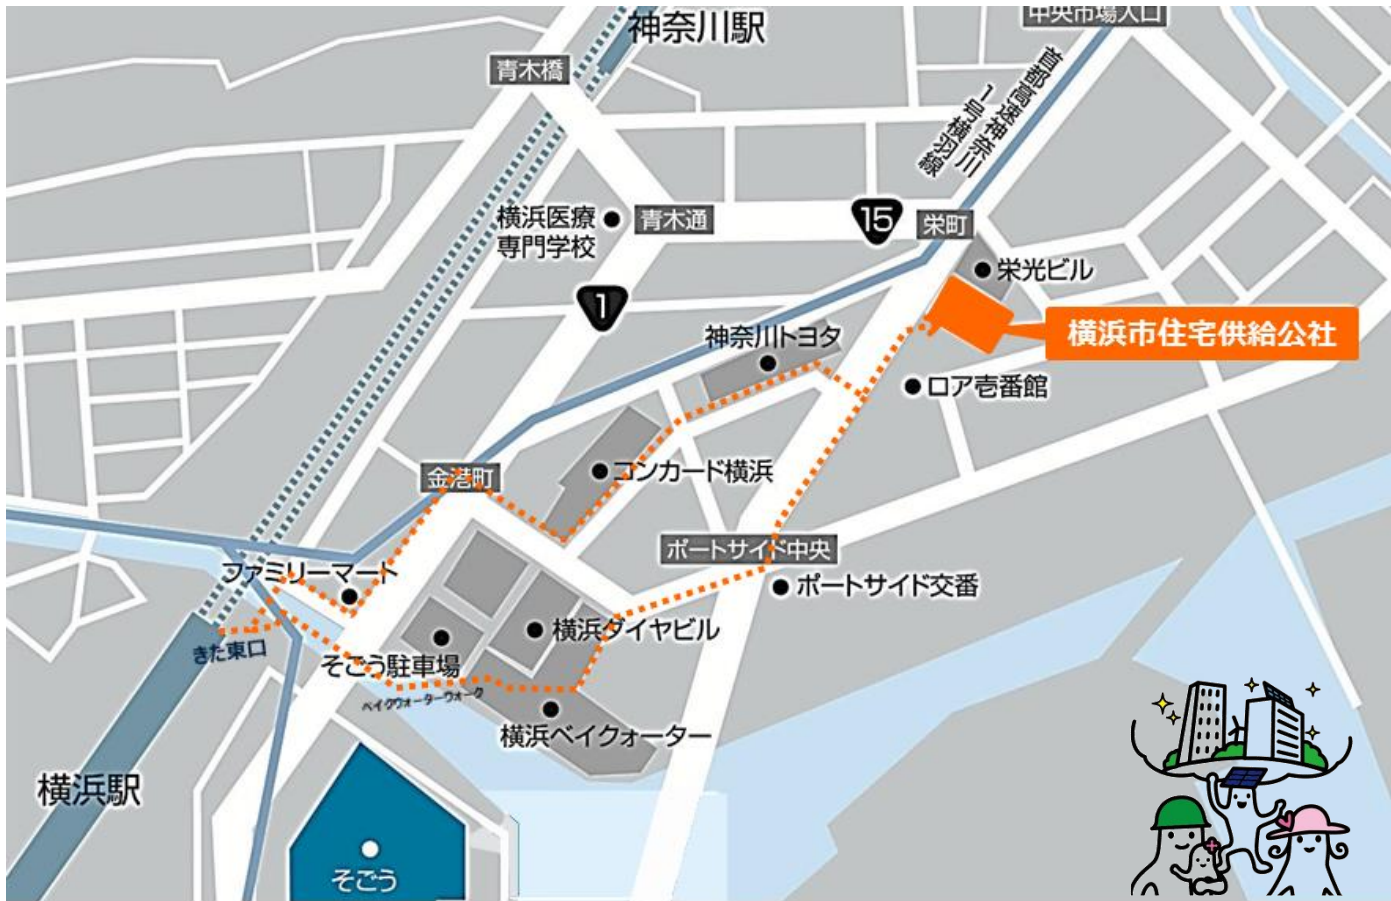 神奈川駅
中央市場入口
青木橋
首都高速神奈川
1号横羽線
横浜医療
専門学校
青木通
15
栄町
栄光ビル
1
神奈川トヨタ
横浜市住宅供給公社
ロア壱番館
金港町
コンカード横浜
ポートサイド中央
ファミリーマート
ポートサイド交番
横浜ダイヤビル
きた東口
そごう駐車場
ベイクウォーターウォーク
横浜ベイクォーター
横浜駅
そごう